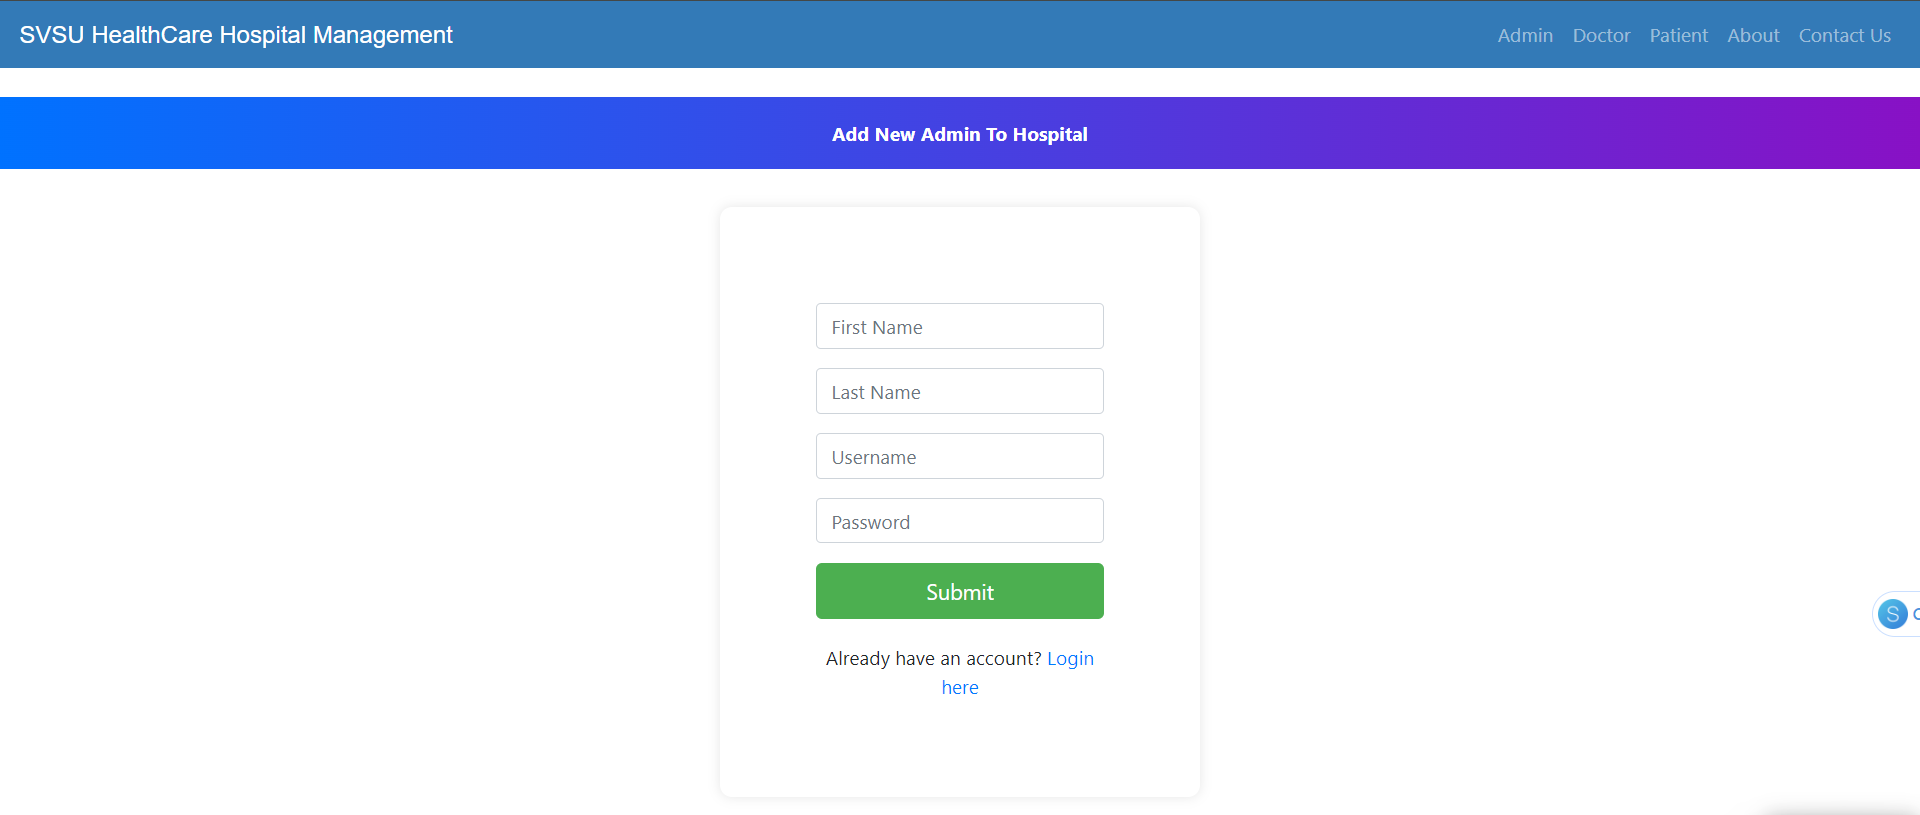 SVSU HealthCare Hospital Management
Admin Doctor Patient About Contact Us
Add New Admin To Hospital
First Name
Last Name
Username
Password
Submit
Already have an account? Login
here
S